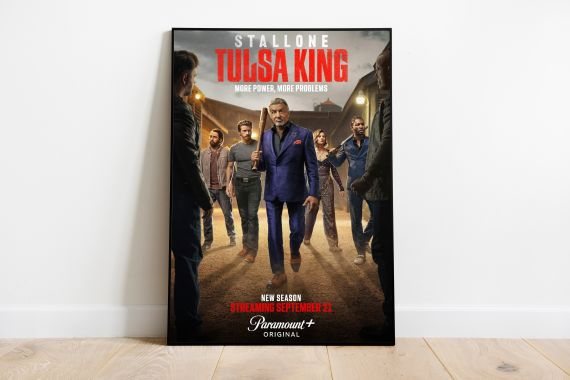 STALLONE
TULSA KING
MORE POWER, MORE PROBLEMS
NEW SEASON
STREAMING SEPTEMBER 21
Paramount+
ORIGINAL